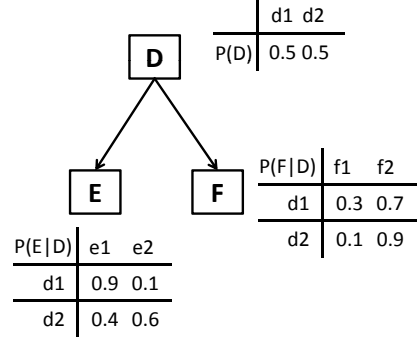 d1 d2
P(D) 0.5 0.5
D
E
F
P(F|D) f1 f2
d1 0.3 0.7
d2 0.1 0.9
P(E|D) e1 e2
d1 0.9 0.1
d2 0.4 0.6